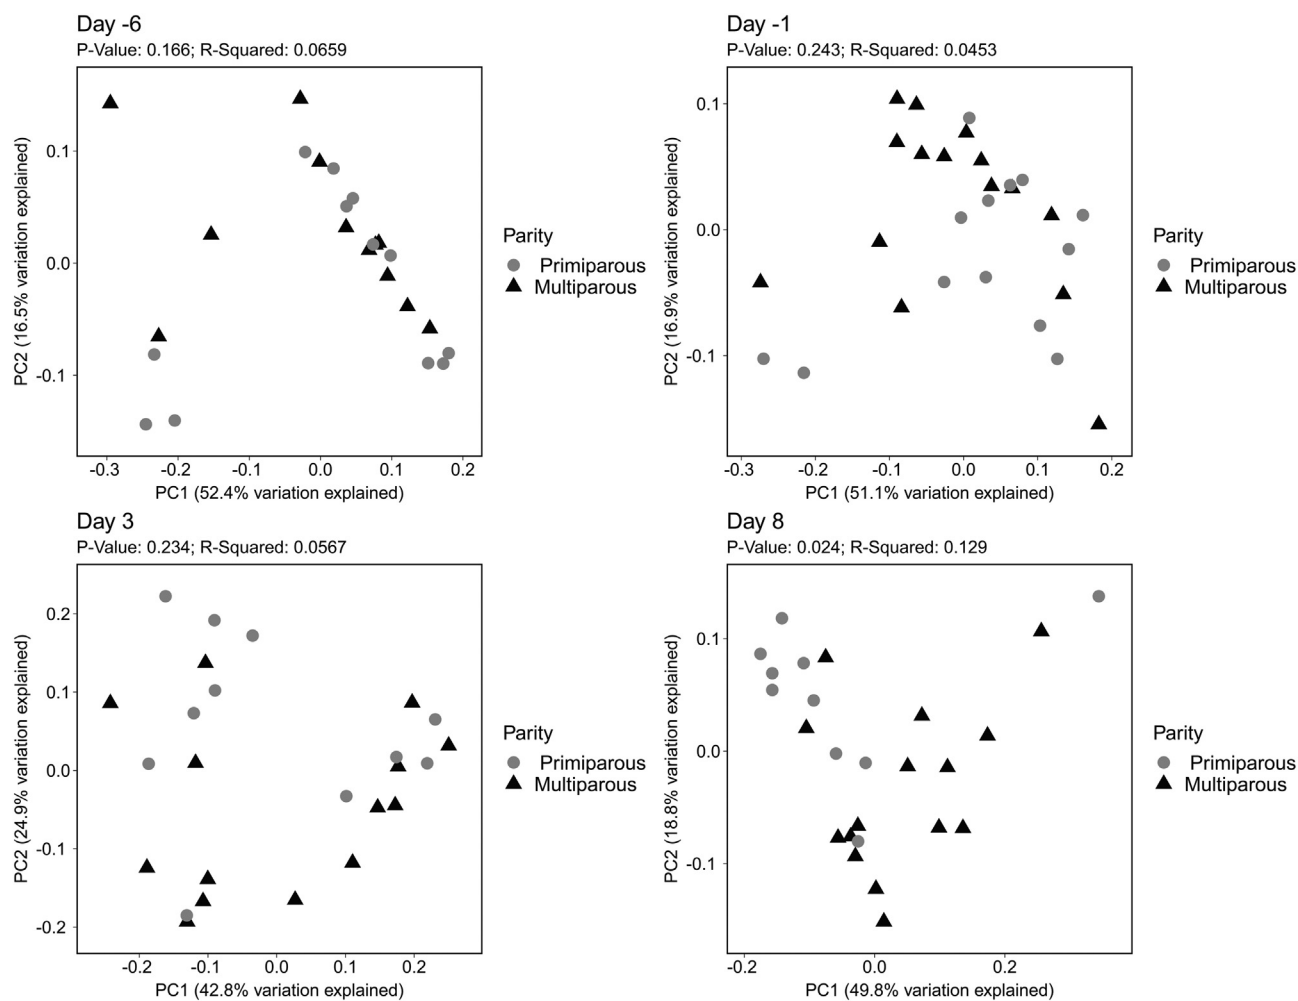 Day -6
P-Value: 0.166; R-Squared: 0.0659
PC2 (16.5% variation explained)
0.1
0.0
-0.1
-0.3 -0.2 -0.1 0.0 0.1 0.2
PC1 (52.4% variation explained)
Parity
Primiparous
Multiparous
Day -1
P-Value: 0.243; R-Squared: 0.0453
PC2 (16.9% variation explained)
0.1
0.0
-0.1
-0.3 -0.2 -0.1 0.0 0.1 0.2
PC1 (51.1% variation explained)
Parity
Primiparous
Multiparous
Day 3
P-Value: 0.234; R-Squared: 0.0567
PC2 (24.9% variation explained)
0.2
0.1
0.0
-0.1
-0.2
-0.2 -0.1 0.0 0.1 0.2
PC1 (42.8% variation explained)
Parity
Primiparous
Multiparous
Day 8
P-Value: 0.024; R-Squared: 0.129
PC2 (18.8% variation explained)
0.1
0.0
-0.1
-0.2 0.0 0.2
PC1 (49.8% variation explained)
Parity
Primiparous
Multiparous